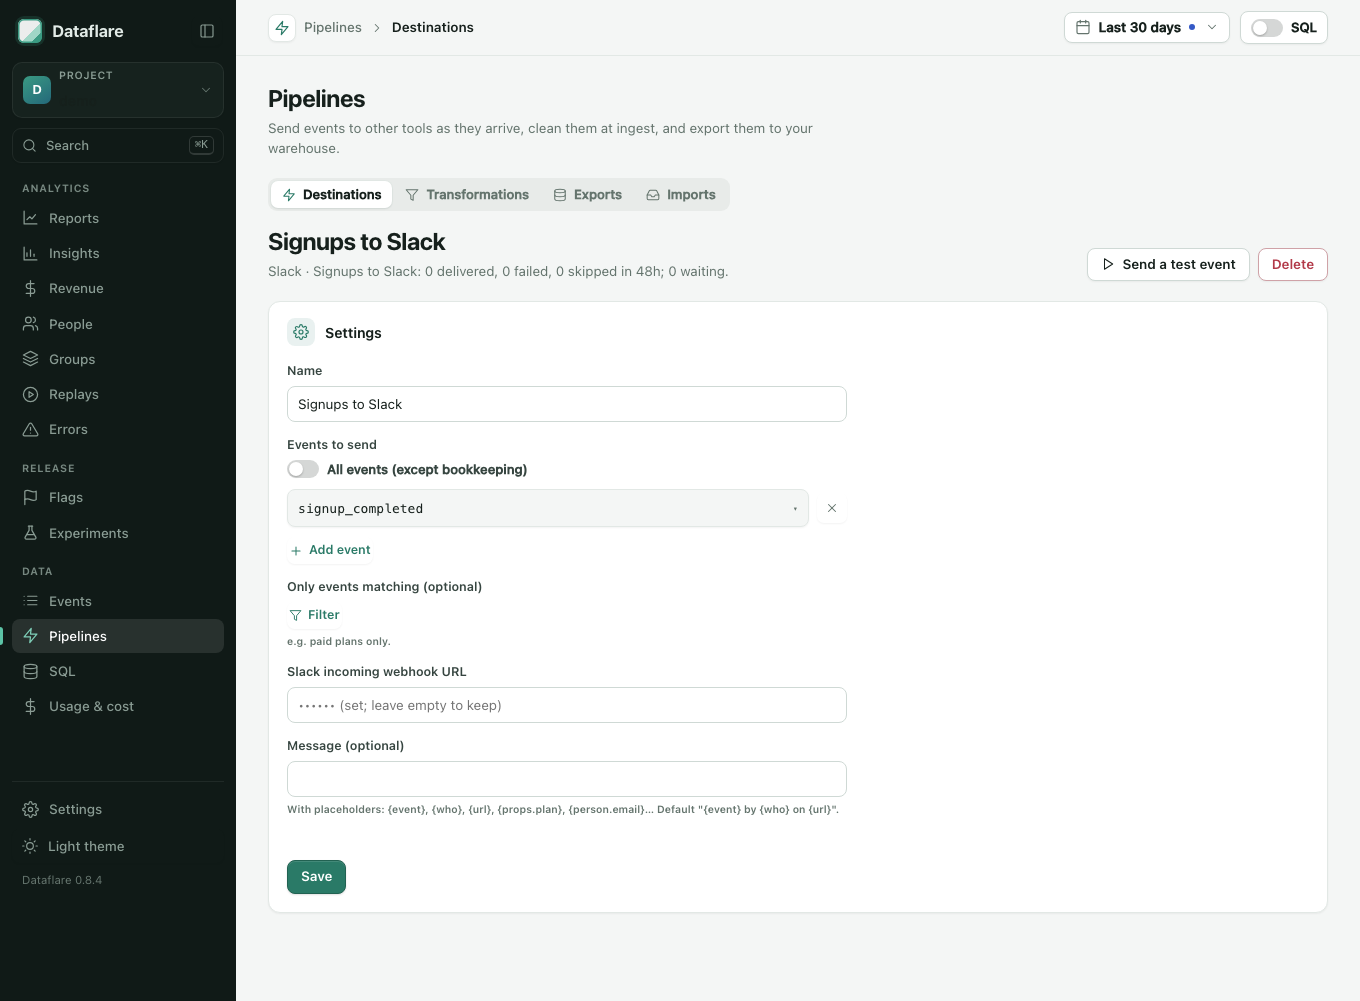 Dataflare
D
PROJECT
Search
⌘K
ANALYTICS
Reports
Insights
Revenue
People
Groups
Replays
Errors
RELEASE
Flags
Experiments
DATA
Events
Pipelines
SQL
Usage & cost
Settings
Light theme
Dataflare 0.8.4
Pipelines
Destinations
Last 30 days
SQL
Pipelines
Send events to other tools as they arrive, clean them at ingest, and export them to your
warehouse.
Destinations
Transformations
Exports
Imports
Signups to Slack
Slack · Signups to Slack: 0 delivered, 0 failed, 0 skipped in 48h; 0 waiting.
Send a test event
Delete
Settings
Name
Signups to Slack
Events to send
All events (except bookkeeping)
signup_completed
Add event
Only events matching (optional)
Filter
e.g. paid plans only.
Slack incoming webhook URL
•••••• (set; leave empty to keep)
Message (optional)
With placeholders: {event}, {who}, {url}, {props.plan}, {person.email}... Default "{event} by {who} on {url}".
Save